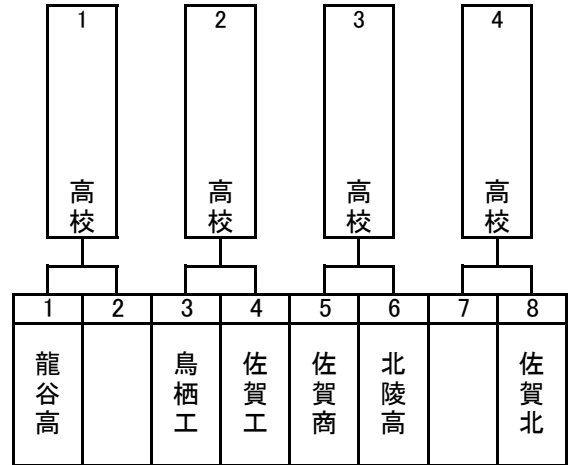 1 2 3 4
高校 高校 高校 高校
1 2 3 4 5 6 7 8
龍谷高 鳥栖工 佐賀工 佐賀商 北陵高 佐賀北